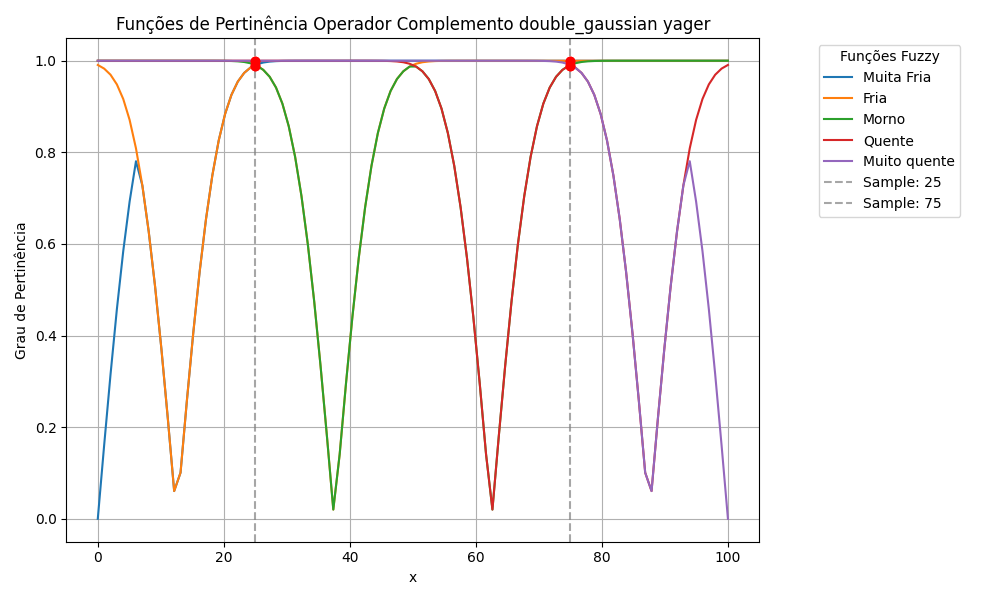 Funções de Pertinência Operador Complemento double_gaussian yager
Grau de Pertinência
1.0
0.8
0.6
0.4
0.2
0.0
0
20
40
60
80
100
x
Funções Fuzzy
Muita Fria
Fria
Morno
Quente
Muito quente
Sample: 25
Sample: 75